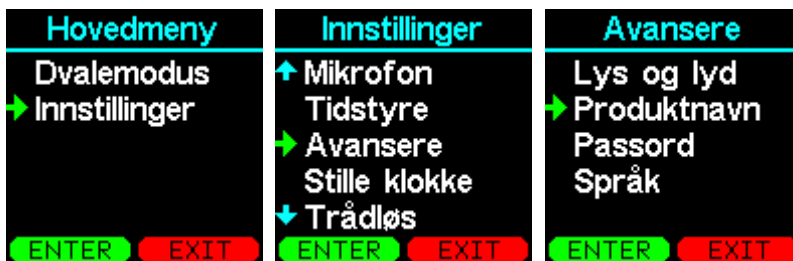 Hovedmeny
Dvalemodus
Innstillinger
ENTER EXIT
Innstillinger
Mikrofon
Tidstyre
Avansere
Stille klokke
Trådløs
ENTER EXIT
Avansere
Lys og lyd
Produktnavn
Passord
Språk
ENTER EXIT